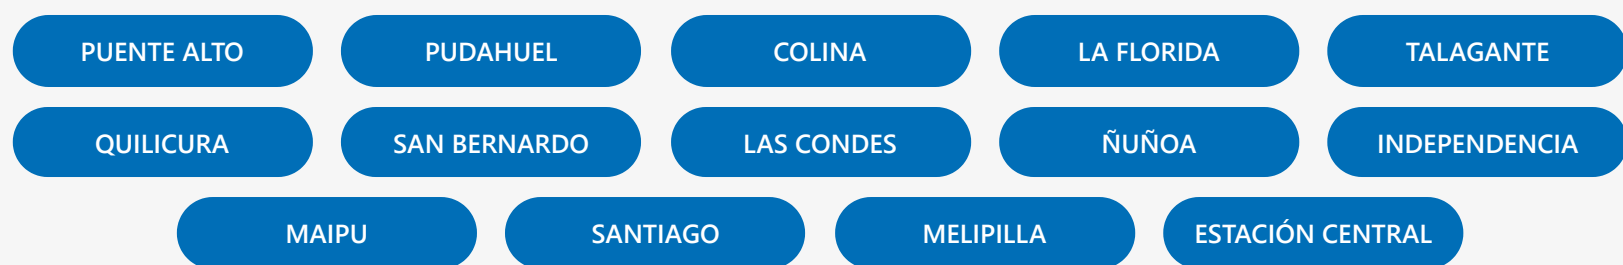 PUENTE ALTO
PUDAHUEL
COLINA
LA FLORIDA
TALAGANTE
QUILICURA
SAN BERNARDO
LAS CONDES
ÑUÑOA
INDEPENDENCIA
MAIPU
SANTIAGO
MELIPILLA
ESTACIÓN CENTRAL